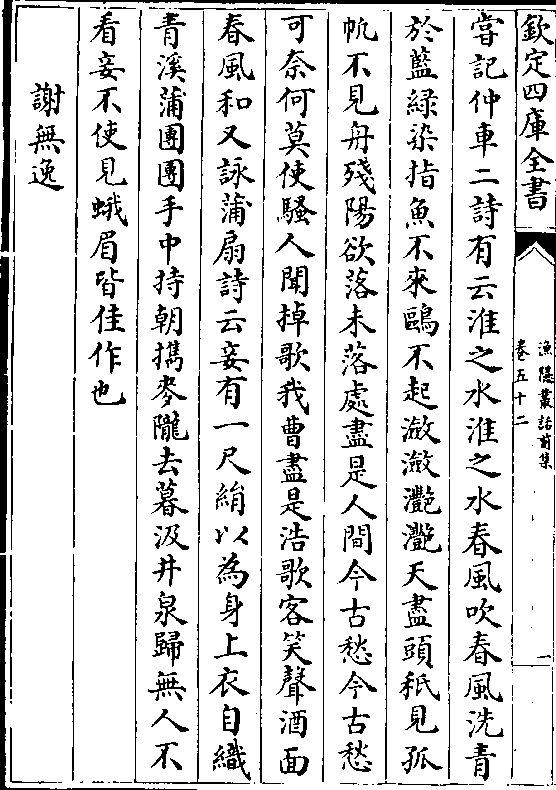 欽定四庫全書
漁隠叢話前集
卷五十二
一
嘗記仲車二詩有云淮之水淮之水春風吹春風洗青
於藍緑染指魚不來鷗不起瀲瀲灔灔天盡頭秖見孤
帆不見舟殘陽欲落未落處盡是人間今古愁今古愁
可奈何莫使騷人聞掉歌我曹盡是浩歌客笑聲酒面
春風和又詠蒲扇詩云妾有一尺絹以為身上衣自織
青溪蒲團團手中持朝擕麥隴去暮汲井泉歸無人不
看妾不使見蛾眉皆佳作也
謝無逸